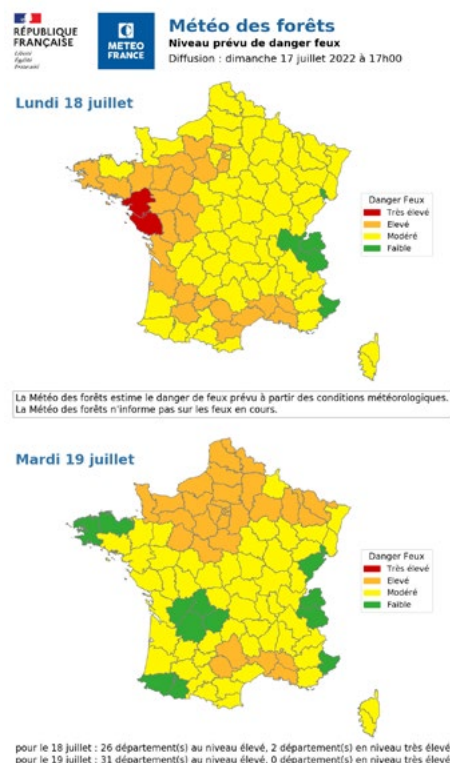 RÉPUBLIQUE
FRANÇAISE
Liberté
Égalité
Fraternité
METEO
FRANCE
Météo des forêts
Niveau prévu de danger feux
Diffusion : dimanche 17 juillet 2022 à 17h00
Lundi 18 juillet
Danger Feux
Très élevé
Elevé
Modéré
Faible
La Météo des forêts estime le danger de feux prévu à partir des conditions météorologiques.
La Météo des forêts n'informe pas sur les feux en cours.
Mardi 19 juillet
Danger Feux
Très élevé
Elevé
Modéré
Faible
pour le 18 juillet : 26 département(s) au niveau élevé, 2 département(s) en niveau très élevé
pour le 19 juillet : 31 département(s) au niveau élevé, 0 département(s) en niveau très élevé